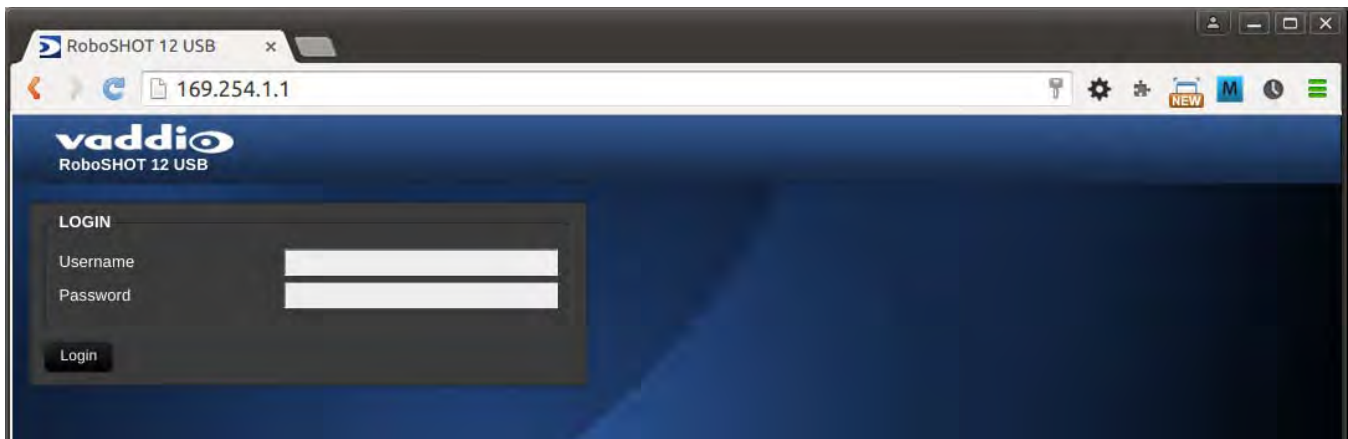 RoboSHOT 12 USB
169.254.1.1
NEW
M
vaddio
RoboSHOT 12 USB
LOGIN
Username
Password
Login